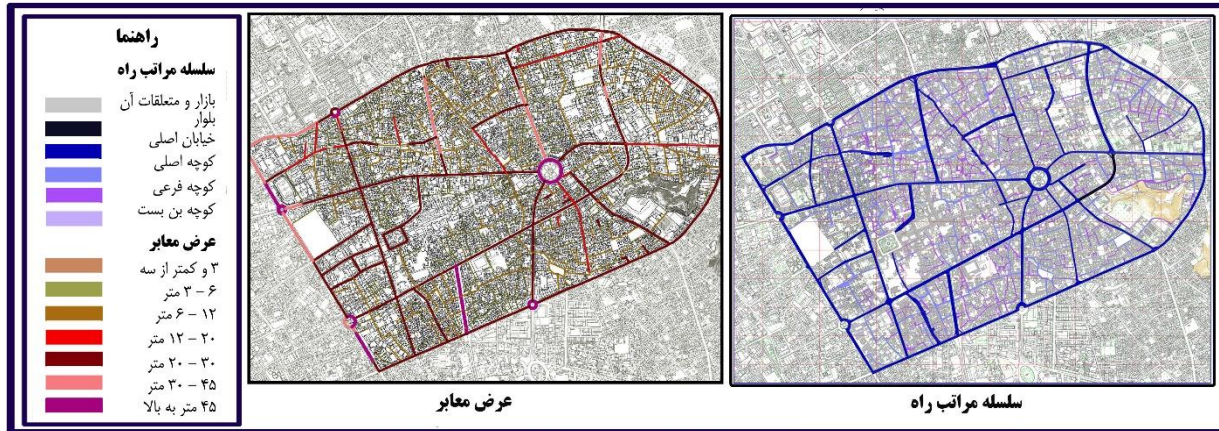 راهنما
سلسله مراتب راه
بازار و متعلقات آن
بلوار
خیابان اصلی
کوچه اصلی
کوچه فرعی
کوچه بن بست
عرض معابر
۳ و کمتر از سه
۶ – ۳ متر
۱۲ – ۶ متر
۲۰ – ۱۲ متر
۳۰ – ۲۰ متر
۴۵ – ۳۰ متر
۴۵ متر به بالا
عرض معابر
سلسله مراتب راه